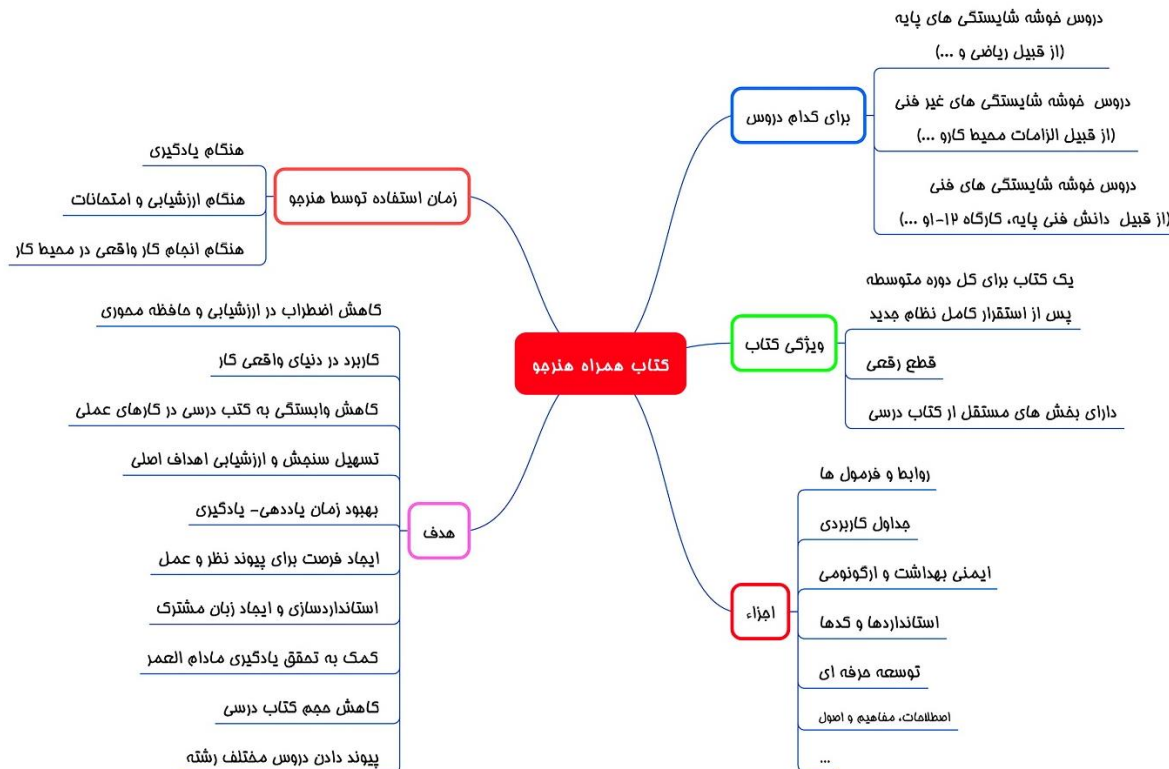 کتاب همراه هنرجو
برای کدام دروس
دروس خوشه شایستگی های پایه
(از قبیل ریاضی و ...)
دروس خوشه شایستگی های غیر فنی
(از قبیل الزامات محیط کارو ...)
دروس خوشه شایستگی های فنی
(از قبیل دانش فنی پایه، کارگاه ۱۲-۱و ...)
ویژگی کتاب
یک کتاب برای کل دوره متوسطه
پس از استقرار کامل نظام جدید
قطع رقعی
دارای بخش های مستقل از کتاب درسی
اجزاء
روابط و فرمول ها
جداول کاربردی
ایمنی بهداشت و ارگونومی
استانداردها و کدها
توسعه حرفه ای
اصطلاحات، مفاهیم و اصول
...
زمان استفاده توسط هنرجو
هنگام یادگیری
هنگام ارزشیابی و امتحانات
هنگام انجام کار واقعی در محیط کار
هدف
کاهش اضطراب در ارزشیابی و حافظه محوری
کاربرد در دنیای واقعی کار
کاهش وابستگی به کتب درسی در کارهای عملی
تسهیل سنجش و ارزشیابی اهداف اصلی
بهبود زمان یاددهی- یادگیری
ایجاد فرصت برای پیوند نظر و عمل
استانداردسازی و ایجاد زبان مشترک
کمک به تحقق یادگیری مادام العمر
کاهش حجم کتاب درسی
پیوند دادن دروس مختلف رشته